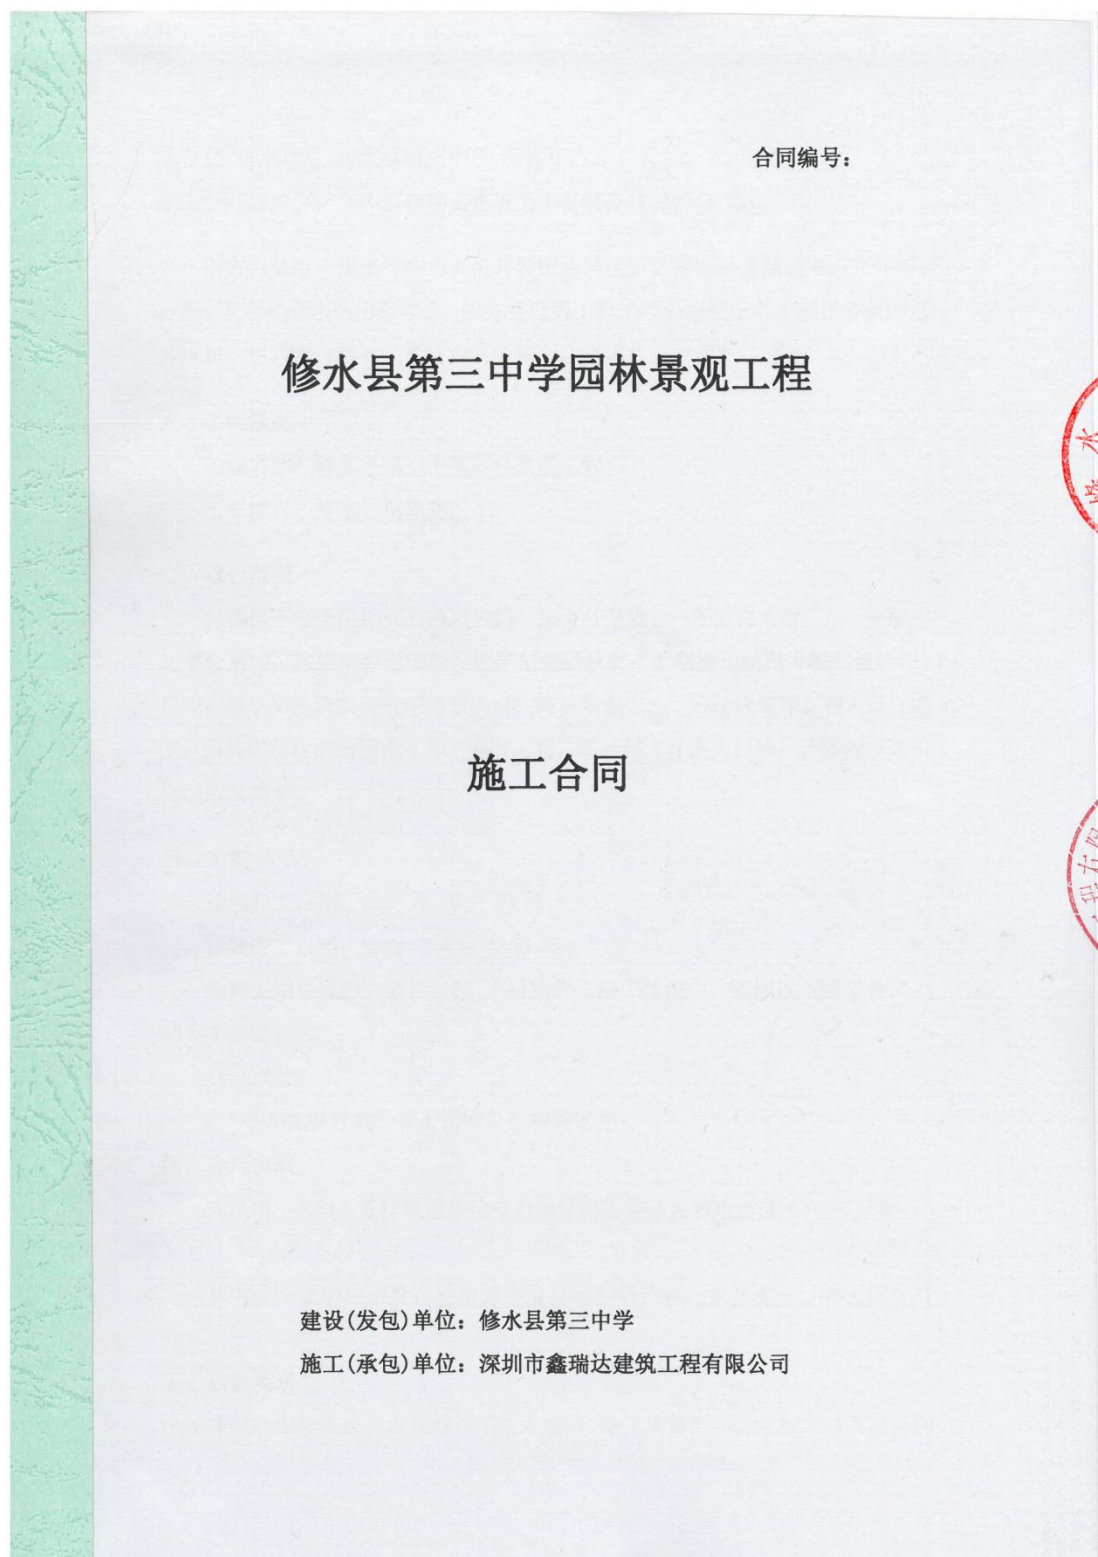 合同编号：
修水县第三中学园林景观工程
施工合同
建设(发包)单位：修水县第三中学
施工(承包)单位：深圳市鑫瑞达建筑工程有限公司